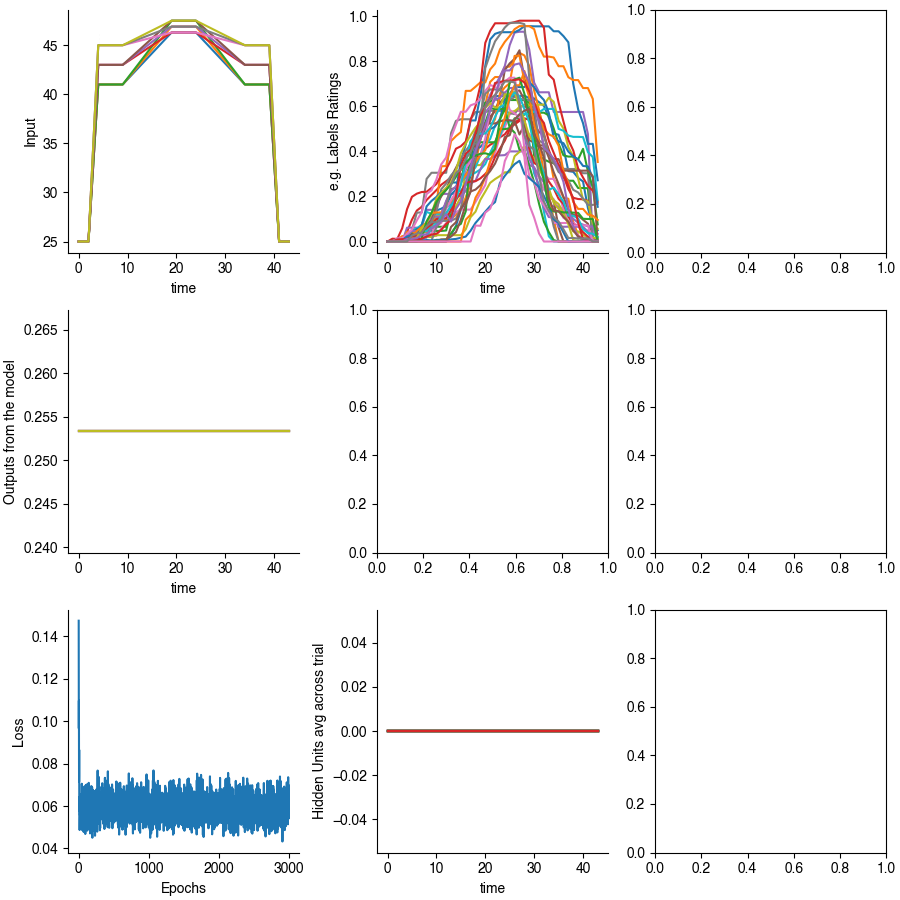 45
40
35
30
25
Input
0 10 20 30 40
time
1.0
0.8
0.6
0.4
0.2
0.0
e.g. Labels Ratings
0 10 20 30 40
time
1.0
0.8
0.6
0.4
0.2
0.0
0.0 0.2 0.4 0.6 0.8 1.0
0.265
0.260
0.255
0.250
0.245
0.240
Outputs from the model
0 10 20 30 40
time
1.0
0.8
0.6
0.4
0.2
0.0
0.0 0.2 0.4 0.6 0.8 1.0
1.0
0.8
0.6
0.4
0.2
0.0
0.0 0.2 0.4 0.6 0.8 1.0
0.14
0.12
0.10
0.08
0.06
0.04
Loss
0 1000 2000 3000
Epochs
0.04
0.02
0.00
−0.02
−0.04
Hidden Units avg across trial
0 10 20 30 40
time
1.0
0.8
0.6
0.4
0.2
0.0
0.0 0.2 0.4 0.6 0.8 1.0